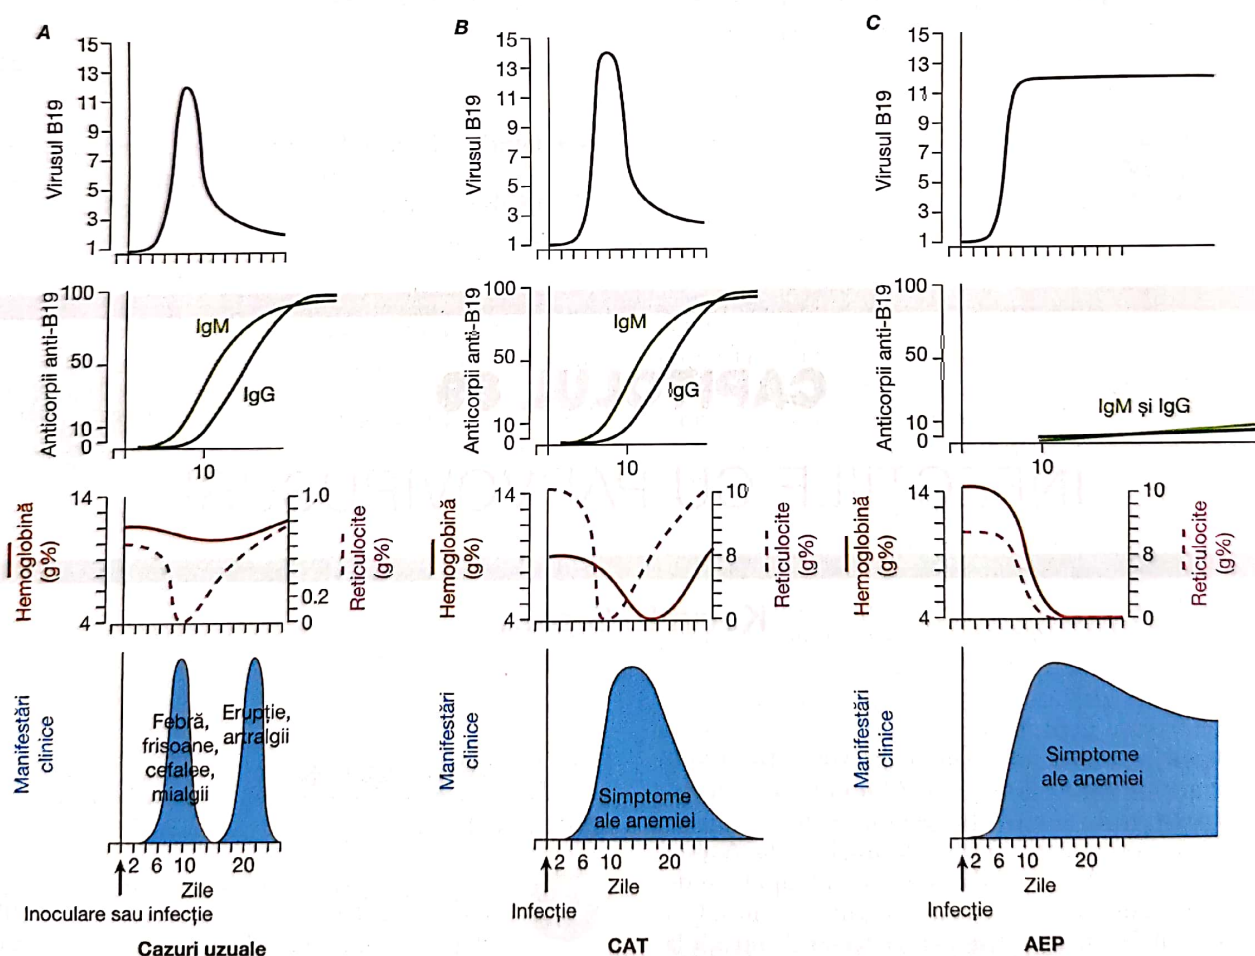 A
Virusul B19
15
13
11
9
7
5
3
1
Anticorpii anti-B19
100
50
10
0
IgM
IgG
10
Hemoglobină
(g%)
14
4
1.0
0.2
0
Reticulocite
(g%)
Manifestări
clinice
Febră,
frisoane,
cefalee,
mialgii
Erupție,
artralgii
2 6 10 20
Zile
Inoculare sau infecție
Cazuri uzuale
B
Virusul B19
15
13
11
9
7
5
3
1
Anticorpii anti-B19
100
50
10
0
IgM
IgG
10
Hemoglobină
(g%)
14
4
10
8
0
Reticulocite
(g%)
Manifestări
clinice
Simptome
ale anemiei
2 6 10 20
Zile
Infecție
CAT
C
Virusul B19
15
13
11
9
7
5
3
1
Anticorpii anti-B19
100
50
10
0
IgM și IgG
10
Hemoglobină
(g%)
14
4
10
8
0
Reticulocite
(g%)
Manifestări
clinice
Simptome
ale anemiei
2 6 10 20
Zile
Infecție
AEP